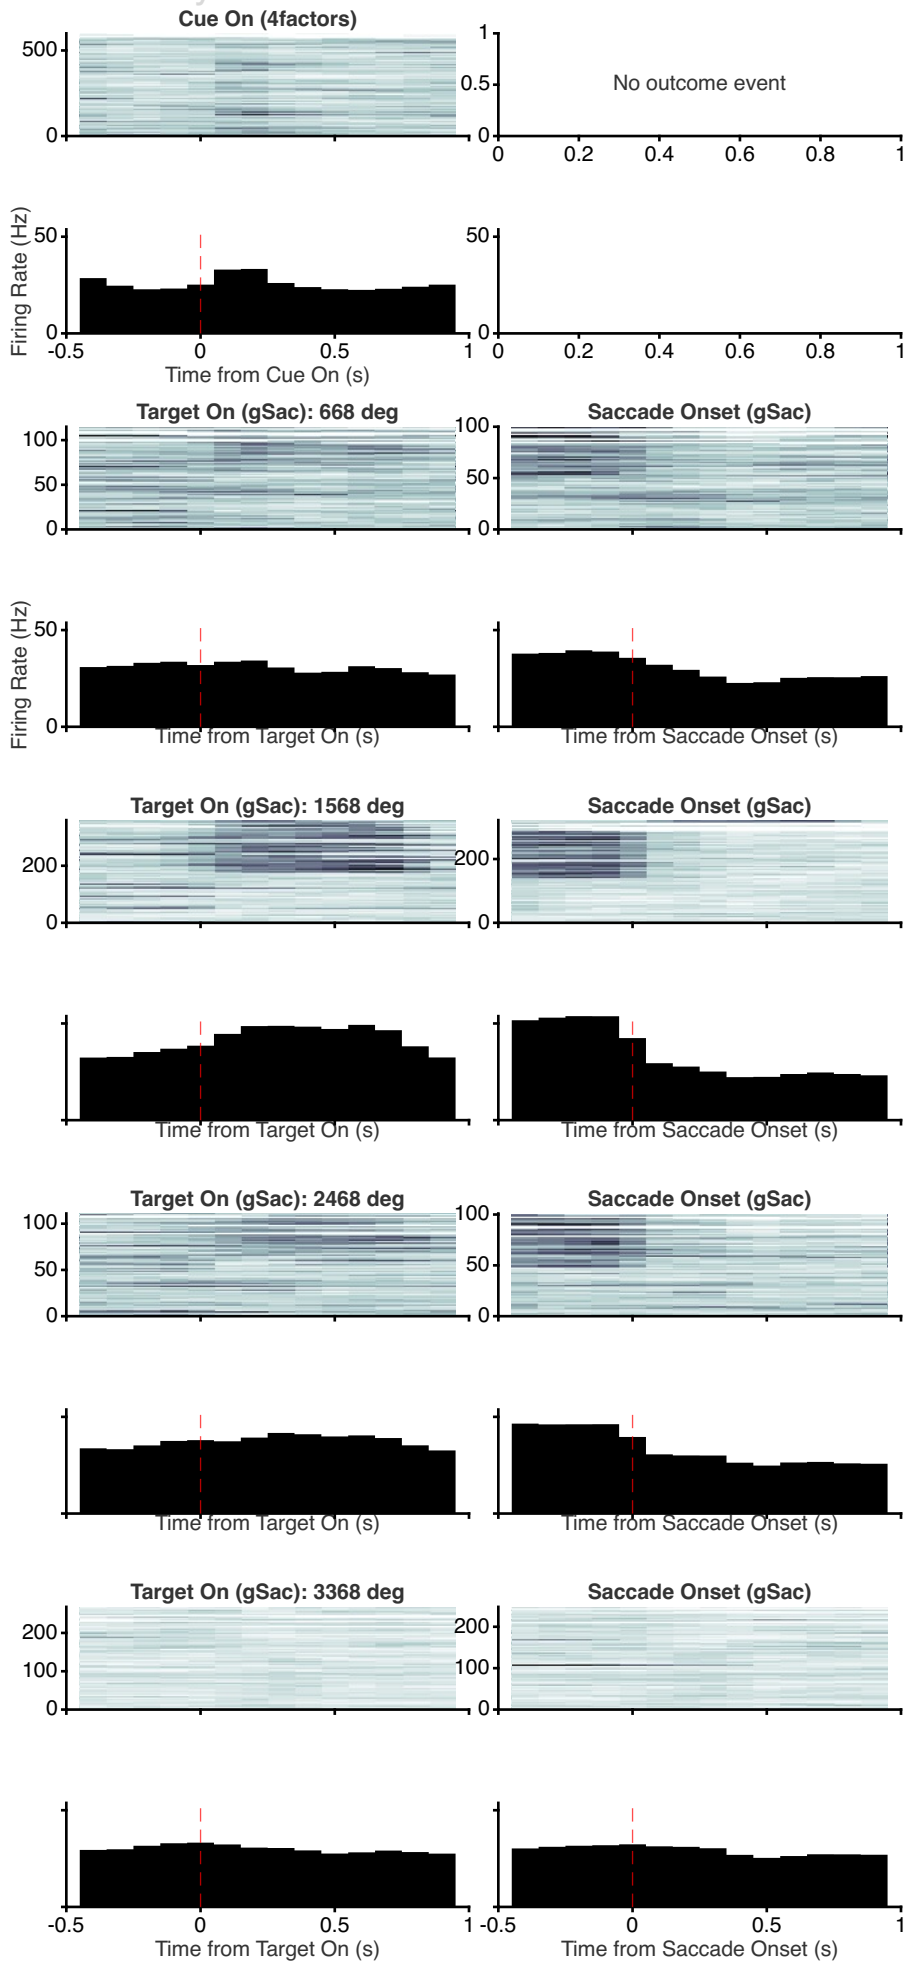 Cue On (4factors)
500
0
1
0.5
0
No outcome event
0 0.2 0.4 0.6 0.8 1
Firing Rate (Hz)
50
0
-0.5 0 0.5 1
Time from Cue On (s)
50
0
0 0.2 0.4 0.6 0.8 1
Target On (gSac): 668 deg
100
50
0
Saccade Onset (gSac)
100
50
0
Firing Rate (Hz)
50
0
Time from Target On (s)
Time from Saccade Onset (s)
Target On (gSac): 1568 deg
200
0
Saccade Onset (gSac)
200
0
Time from Target On (s)
Time from Saccade Onset (s)
Target On (gSac): 2468 deg
100
50
0
Saccade Onset (gSac)
100
50
0
Time from Target On (s)
Time from Saccade Onset (s)
Target On (gSac): 3368 deg
200
100
0
Saccade Onset (gSac)
200
100
0
-0.5 0 0.5 1
Time from Target On (s)
-0.5 0 0.5 1
Time from Saccade Onset (s)